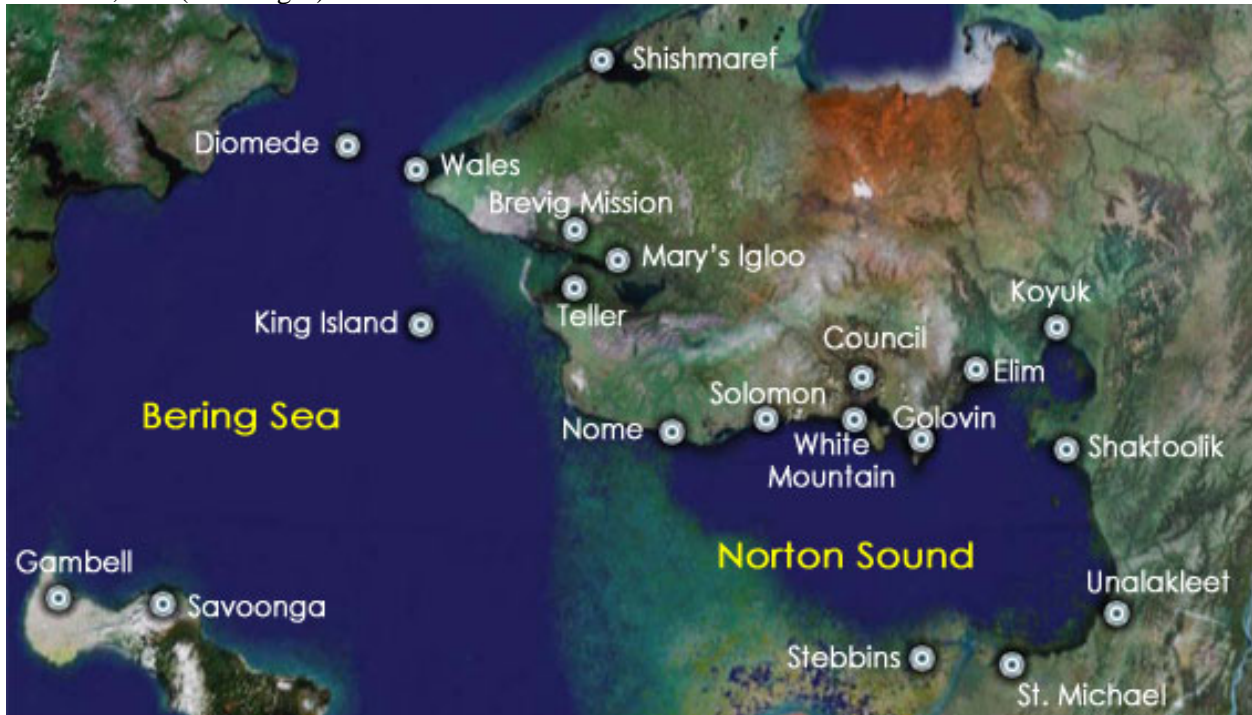 Shishmaref
Diomede
Wales
Brevig Mission
Mary's Igloo
Koyuk
King Island
Teller
Council
Elim
Solomon
Bering Sea
Nome
Golovin
White
Mountain
Shaktoolik
Norton Sound
Gambell
Unalakleet
Savoonga
Stebbins
St. Michael